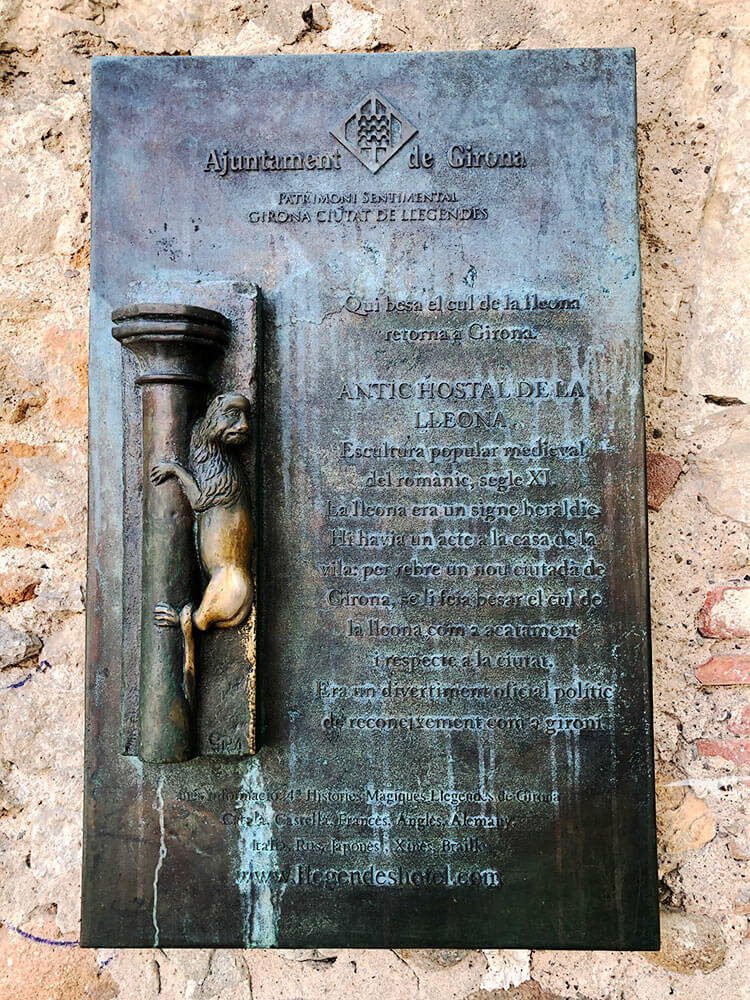 Ajuntament de Girona
PATRIMONI SENTIMENTAL
GIRONA CIUTAT DE LLEGENDES
Qui besa el cul de la lleona
retorna a Girona.
ANTIC HOSTAL DE LA
LLEONA
Escultura popular medieval
del romànic, segle XI.
La lleona era un signe heràldic.
Hi havia un acte a la casa de la
vila: per rebre un nou ciutadà de
Girona, se li feia besar el cul de
la lleona com a acatament
i respecte a la ciutat.
Era un divertiment oficial polític
de reconeixement com a gironí.
Més informació: 43 Històries Màgiques Llegendes de Girona
Català, Castellà, Francès, Anglès, Alemany,
Italià, Rus, Japonès, Xinès, Braille
www.llegendeshotel.com